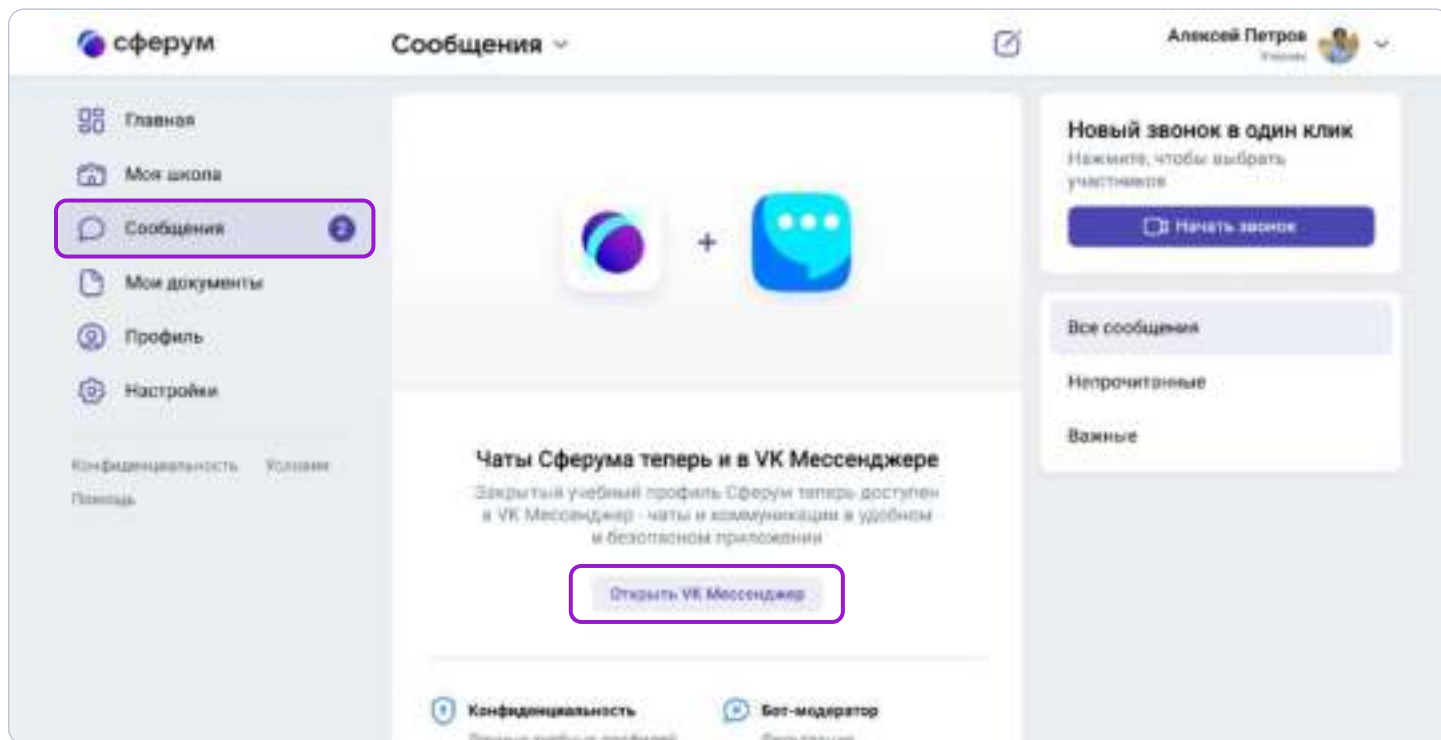 сферум
Сообщения
Алексей Петров
Главная
Моя школа
Сообщения 2
Мои документы
Профиль
Настройки
Конфиденциальность Условия
Помощь
Чаты Сферума теперь и в VK Мессенджере
Закрытый учебный профиль Сферум теперь доступен
в VK Мессенджер - чаты и коммуникации в удобном
и безопасном приложении
Открыть VK Мессенджер
Конфиденциальность
Бот-модератор
Новый звонок в один клик
Нажмите, чтобы выбрать
участников
Начать звонок
Все сообщения
Непрочитанные
Важные